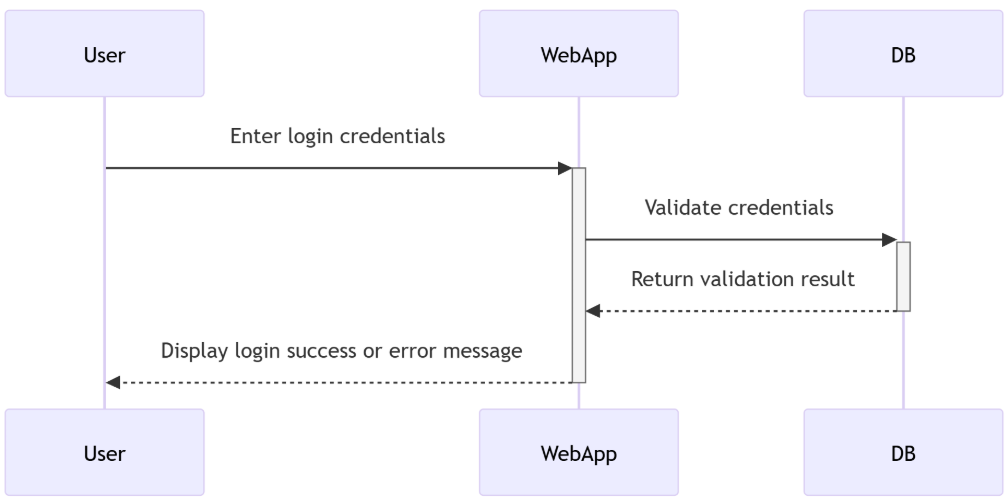 User
WebApp
DB
Enter login credentials
Validate credentials
Return validation result
Display login success or error message
User
WebApp
DB